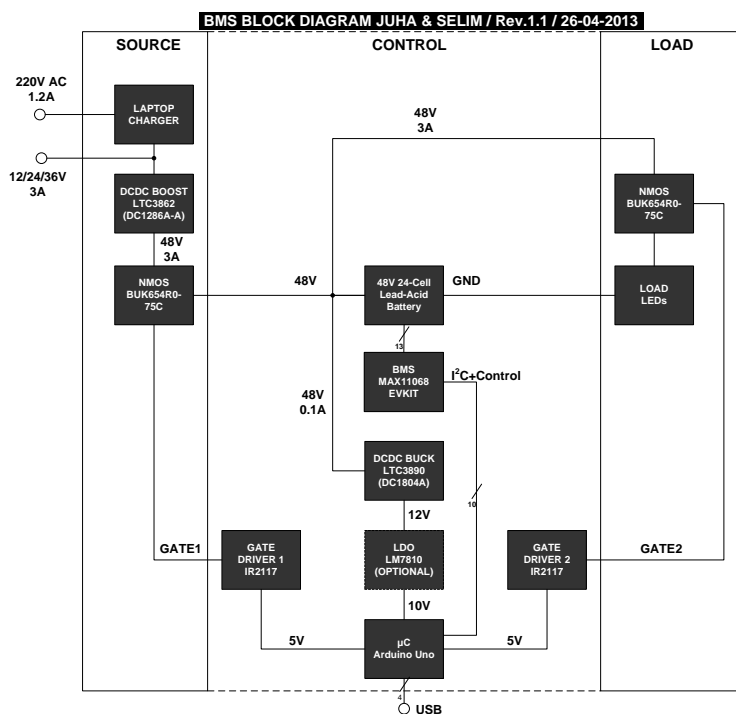 BMS BLOCK DIAGRAM JUHA & SELIM / Rev.1.1 / 26-04-2013
SOURCE
CONTROL
LOAD
220V AC
1.2A
LAPTOP
CHARGER
48V
3A
12/24/36V
3A
DCDC BOOST
LTC3862
(DC1286A-A)
NMOS
BUK654R0-
75C
48V
3A
NMOS
BUK654R0-
75C
48V
48V 24-Cell
Lead-Acid
Battery
GND
LOAD
LEDs
13
BMS
MAX11068
EVKIT
I²C+Control
48V
0.1A
DCDC BUCK
LTC3890
(DC1804A)
10
12V
GATE1
GATE
DRIVER 1
IR2117
LDO
LM7810
(OPTIONAL)
GATE
DRIVER 2
IR2117
GATE2
10V
5V
µC
Arduino Uno
5V
4
USB